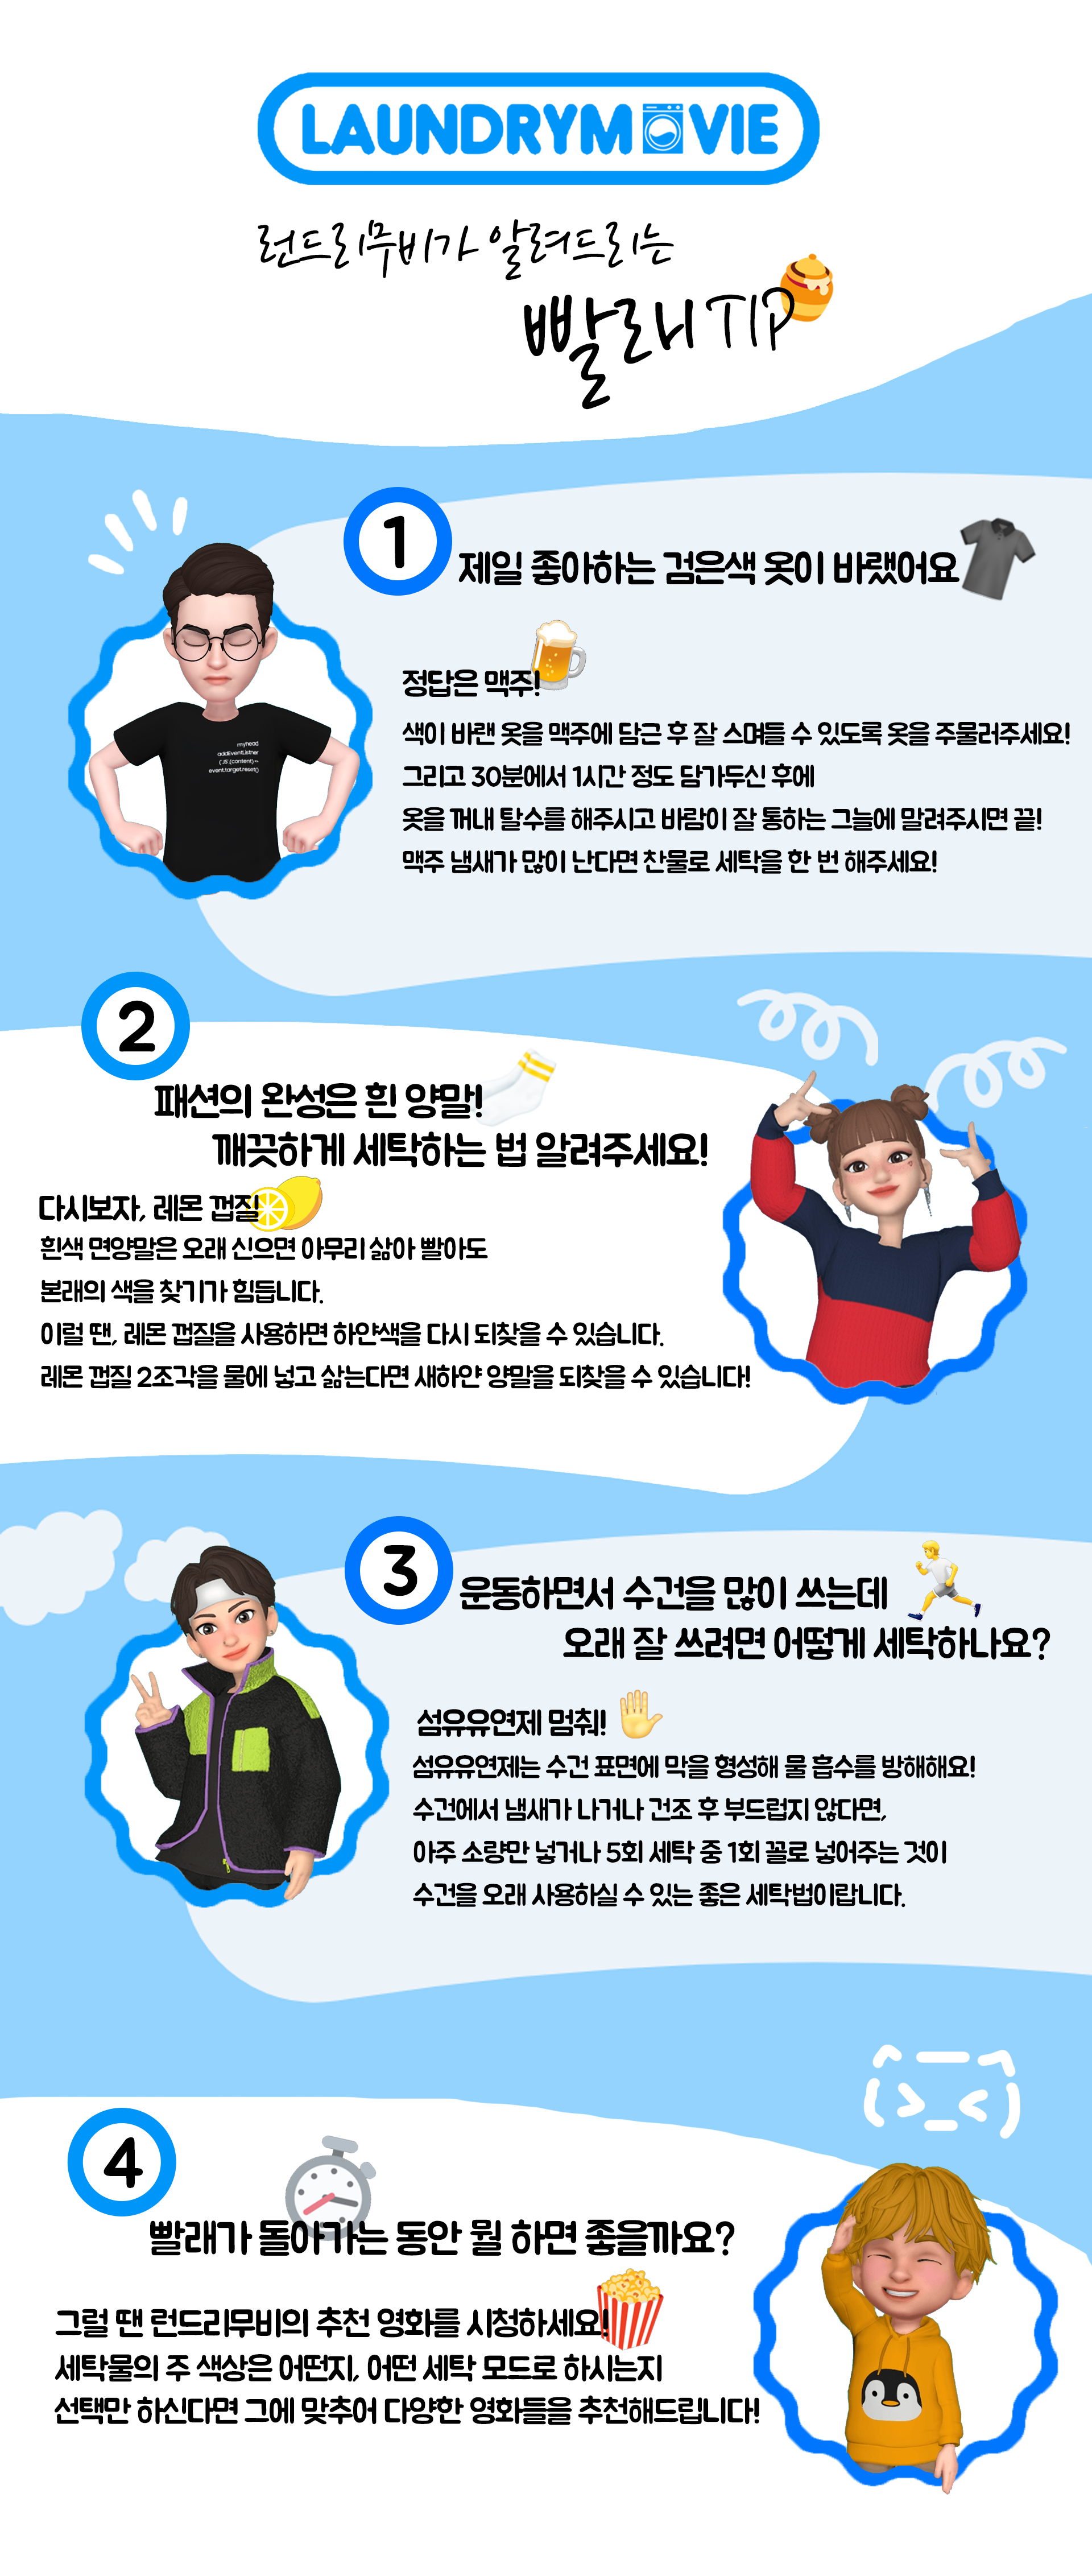 LAUNDRYMOVIE
런드리무비가 알려드리는
빨래 TIP
1
제일 좋아하는 검은색 옷이 바랬어요
정답은 맥주!
색이 바랜 옷을 맥주에 담근 후 잘 스며들 수 있도록 옷을 주물러주세요!
그리고 30분에서 1시간 정도 담가두신 후에
옷을 꺼내 탈수를 해주시고 바람이 잘 통하는 그늘에 말려주시면 끝!
맥주 냄새가 많이 난다면 찬물로 세탁을 한 번 해주세요!
myhead
addEventListner
( JS .(content) =
event.target.reset()
2
패션의 완성은 흰 양말!
깨끗하게 세탁하는 법 알려주세요!
다시보자, 레몬 껍질
흰색 면양말은 오래 신으면 아무리 삶아 빨아도
본래의 색을 찾기가 힘듭니다.
이럴 땐, 레몬 껍질을 사용하면 하얀색을 다시 되찾을 수 있습니다.
레몬 껍질 2조각을 물에 넣고 삶는다면 새하얀 양말을 되찾을 수 있습니다!
3
운동하면서 수건을 많이 쓰는데
오래 잘 쓰려면 어떻게 세탁하나요?
섬유유연제 멈춰!
섬유유연제는 수건 표면에 막을 형성해 물 흡수를 방해해요!
수건에서 냄새가 나거나 건조 후 부드럽지 않다면,
아주 소량만 넣거나 5회 세탁 중 1회 꼴로 넣어주는 것이
수건을 오래 사용하실 수 있는 좋은 세탁법이랍니다.
4
빨래가 돌아가는 동안 뭘 하면 좋을까요?
그럴 땐 런드리무비의 추천 영화를 시청하세요!
세탁물의 주 색상은 어떤지, 어떤 세탁 모드로 하시는지
선택만 하신다면 그에 맞추어 다양한 영화들을 추천해드립니다!